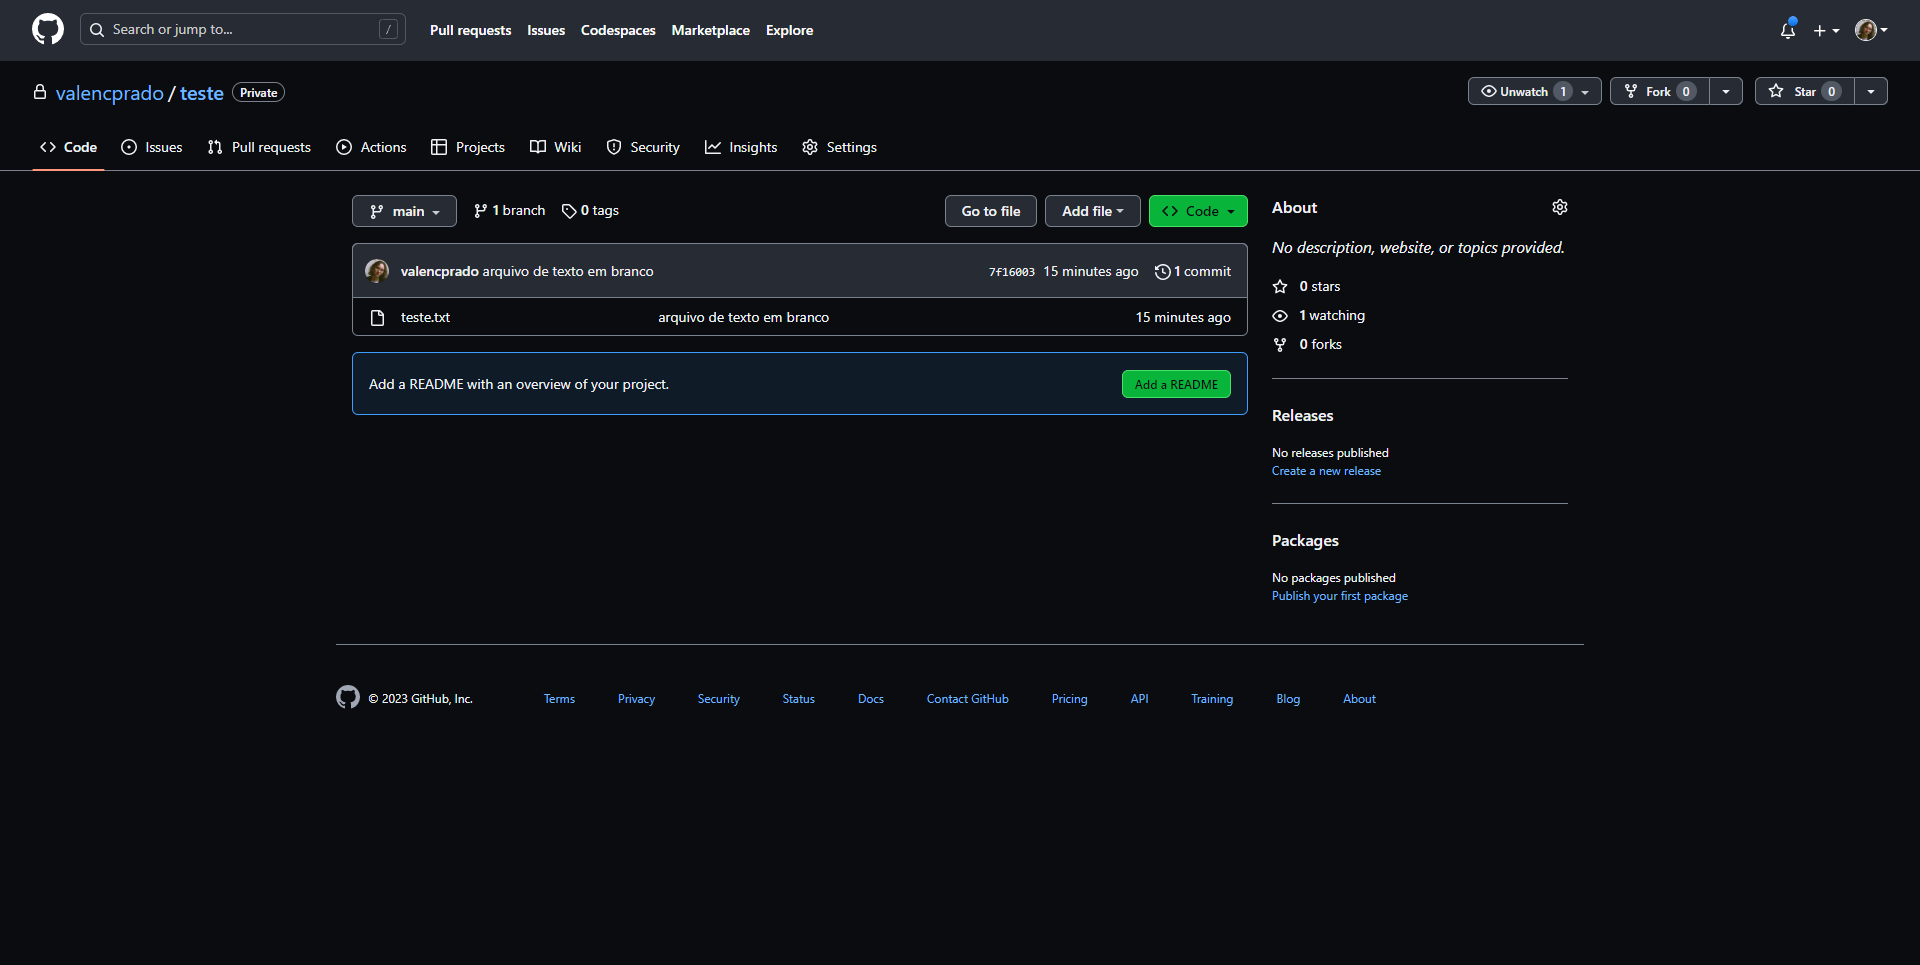 Search or jump to... /
Pull requests Issues Codespaces Marketplace Explore
valencprado / teste Private
Unwatch 1 Fork 0 Star 0
Code Issues Pull requests Actions Projects Wiki Security Insights Settings
main 1 branch 0 tags
Go to file Add file Code
valencprado arquivo de texto em branco 7f16003 15 minutes ago 1 commit
teste.txt arquivo de texto em branco 15 minutes ago
Add a README with an overview of your project. Add a README
About
No description, website, or topics provided.
0 stars
1 watching
0 forks
Releases
No releases published
Create a new release
Packages
No packages published
Publish your first package
© 2023 GitHub, Inc. Terms Privacy Security Status Docs Contact GitHub Pricing API Training Blog About